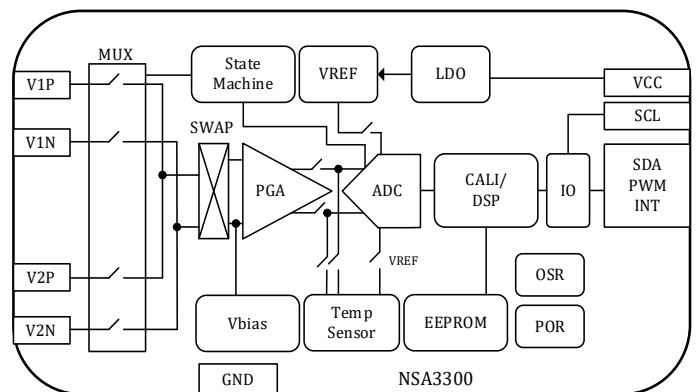 MUX
State
Machine
VREF
LDO
V1P
VCC
SCL
V1N
SWAP
PGA
ADC
CALI/
DSP
IO
SDA
PWM
INT
VREF
V2P
OSR
V2N
Vbias
Temp
Sensor
EEPROM
POR
GND
NSA3300